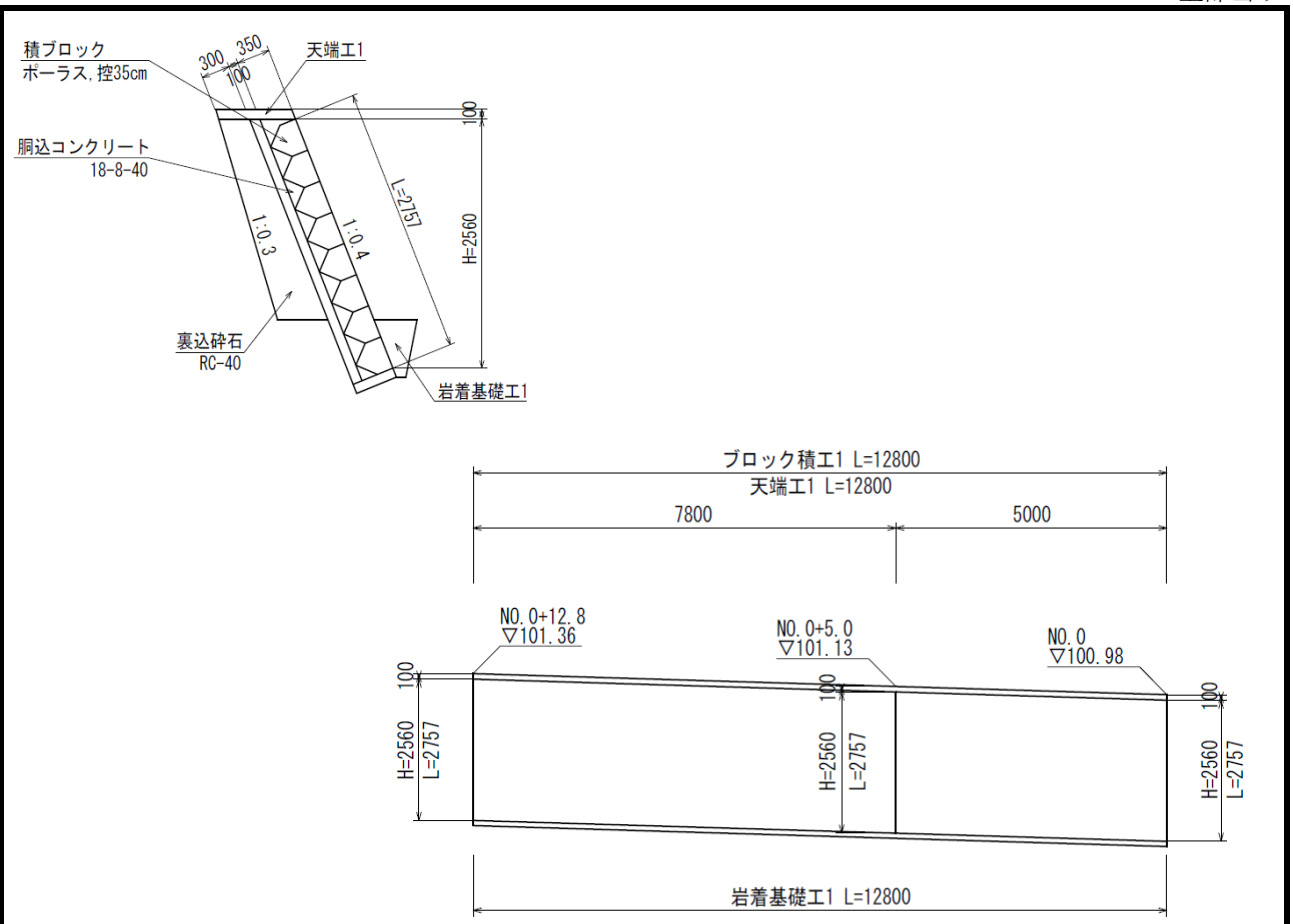 積ブロック
ポーラス,控35cm
300
100
350
天端工1
100
胴込コンクリート
18-8-40
L=2757
H=2560
1:0.3
1:0.4
裏込砕石
RC-40
岩着基礎工1
ブロック積工1 L=12800
天端工1 L=12800
7800
5000
NO.0+12.8
▽101.36
NO.0+5.0
▽101.13
NO.0
▽100.98
100
100
100
H=2560
L=2757
H=2560
L=2757
H=2560
L=2757
岩着基礎工1 L=12800